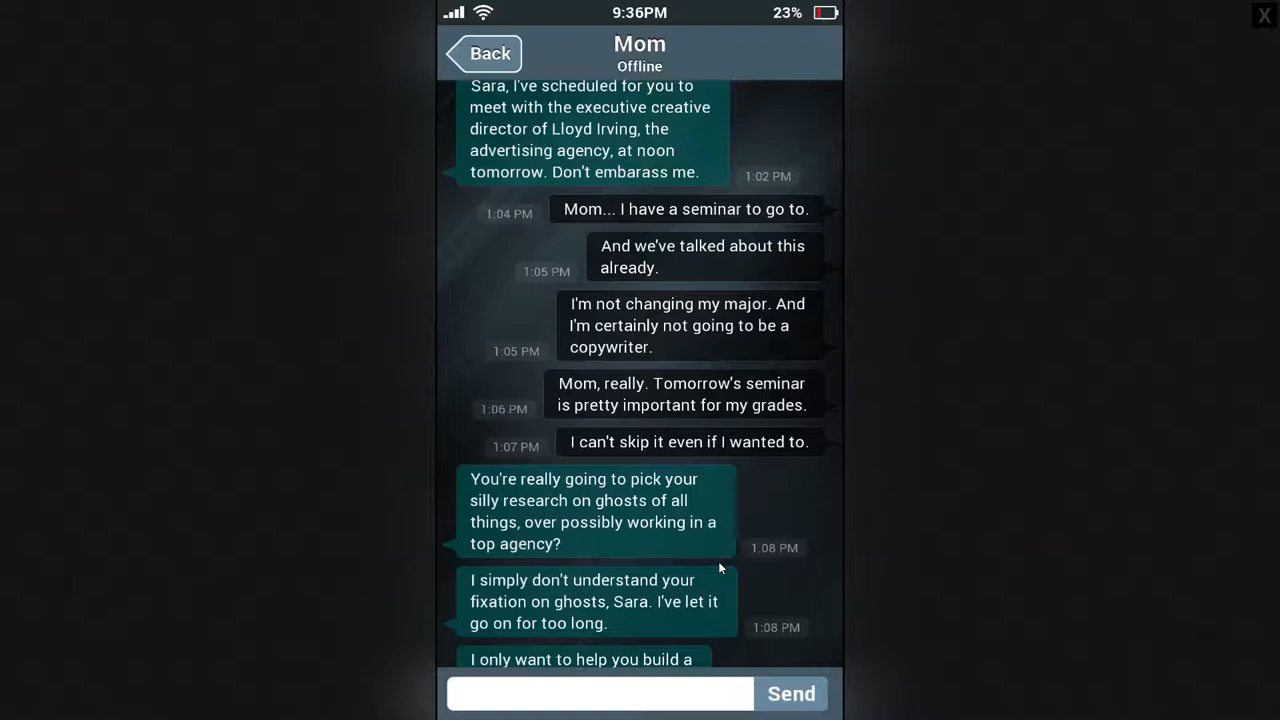 9:36PM
23%
X
Back
Mom
Offline
Sara, I've scheduled for you to
meet with the executive creative
director of Lloyd Irving, the
advertising agency, at noon
tomorrow. Don't embarass me.
1:02 PM
Mom... I have a seminar to go to.
1:04 PM
And we've talked about this
already.
1:05 PM
I'm not changing my major. And
I'm certainly not going to be a
copywriter.
1:05 PM
Mom, really. Tomorrow's seminar
is pretty important for my grades.
1:06 PM
I can't skip it even if I wanted to.
1:07 PM
You're really going to pick your
silly research on ghosts of all
things, over possibly working in a
top agency?
1:08 PM
I simply don't understand your
fixation on ghosts, Sara. I've let it
go on for too long.
1:08 PM
I only want to help you build a
Send